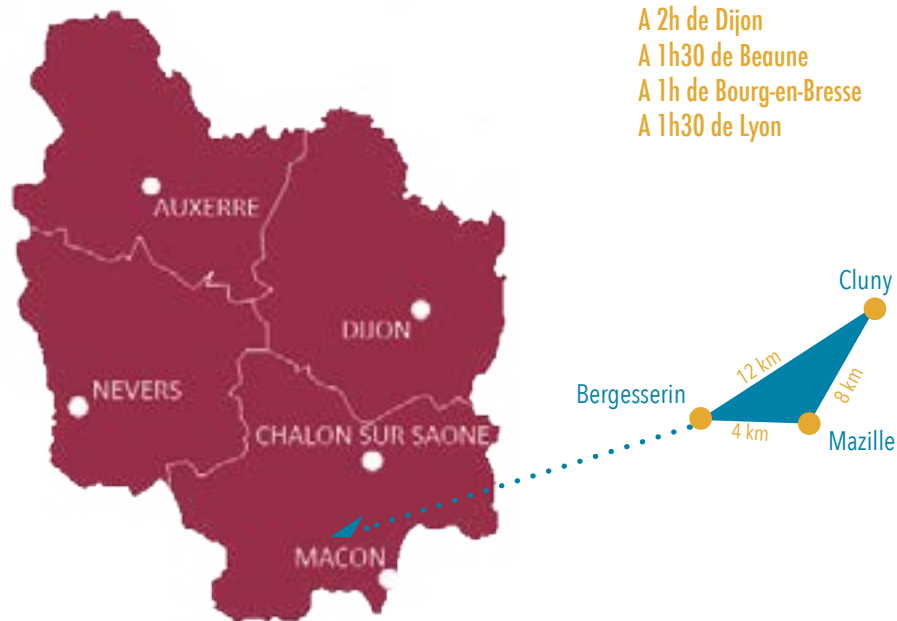 A 2h de Dijon
A 1h30 de Beaune
A 1h de Bourg-en-Bresse
A 1h30 de Lyon
AUXERRE
DIJON
NEVERS
CHALON SUR SAONE
MACON
Cluny
12 km
8 km
Bergesserin
4 km
Mazille